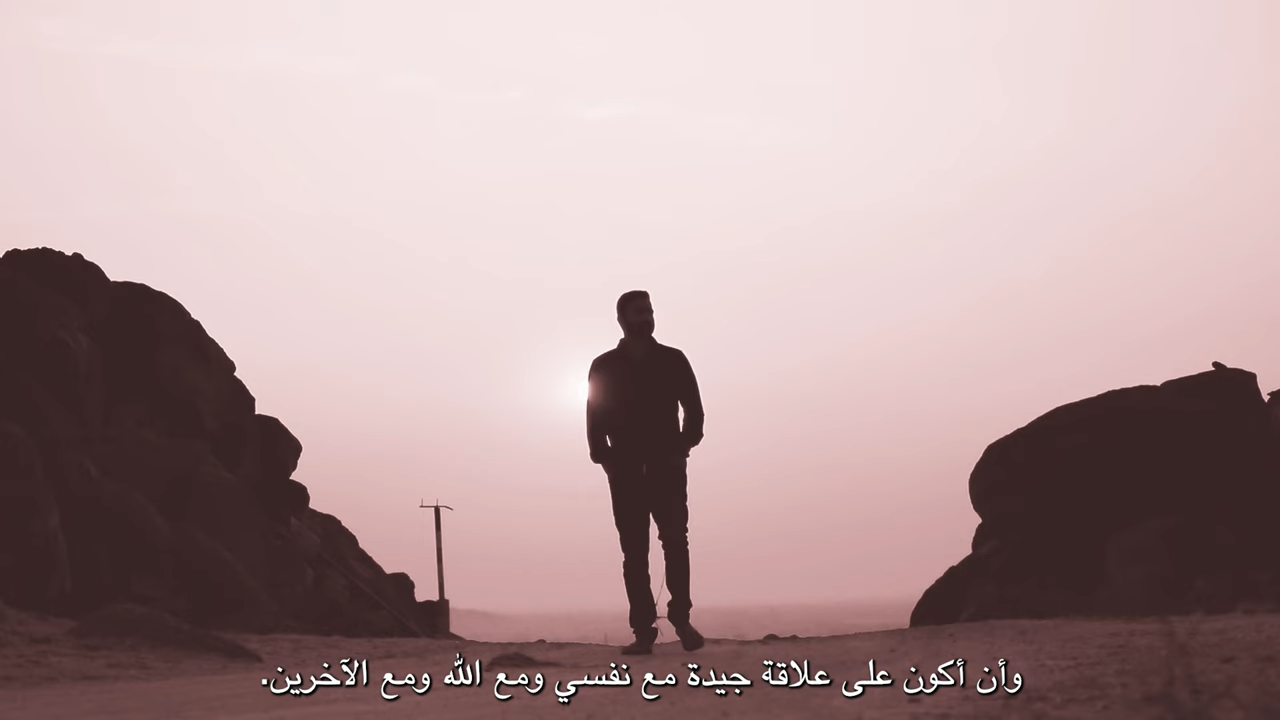 وأن أكون على علاقة جيدة مع نفسي ومع الله ومع الآخرين.